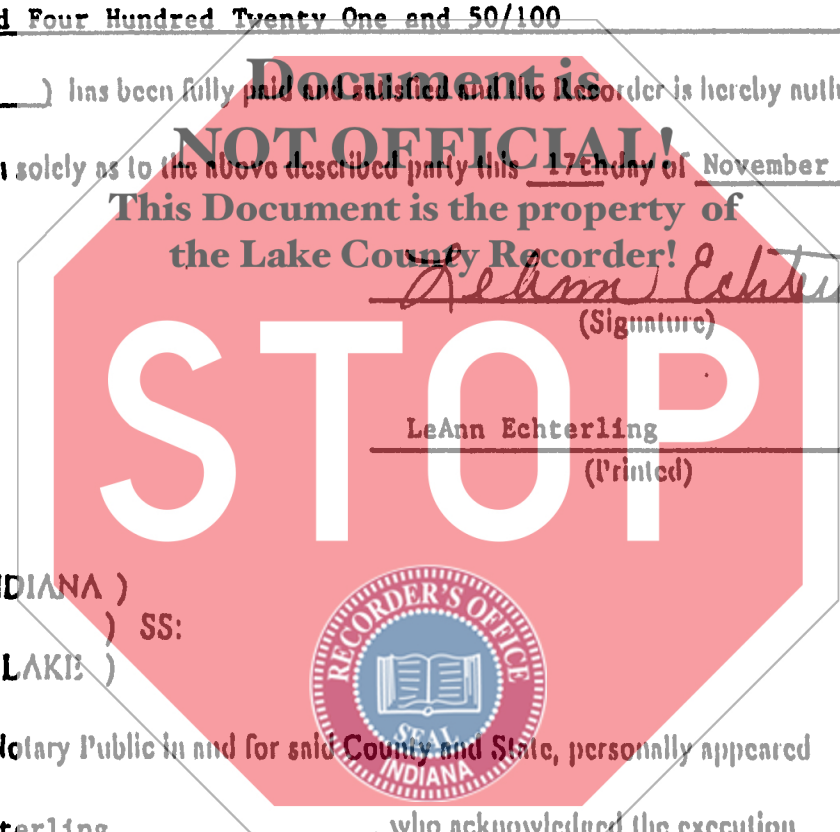 d Four Hundred Twenty One and 50/100
Document is
) has been fully paid and satisfied and the Recorder is hereby auth
NOT OFFICIAL!
solely as to the above described party this 17th day of November
This Document is the property of
the Lake County Recorder!
LeAnn Echter
(Signature)
STOP
LeAnn Echterling
(Printed)
NDIANA )
) SS:
LAKE )
RECORDER'S OFFICE
SEAL
INDIANA
Notary Public in and for said County and State, personally appeared
terling, who acknowledged the execution